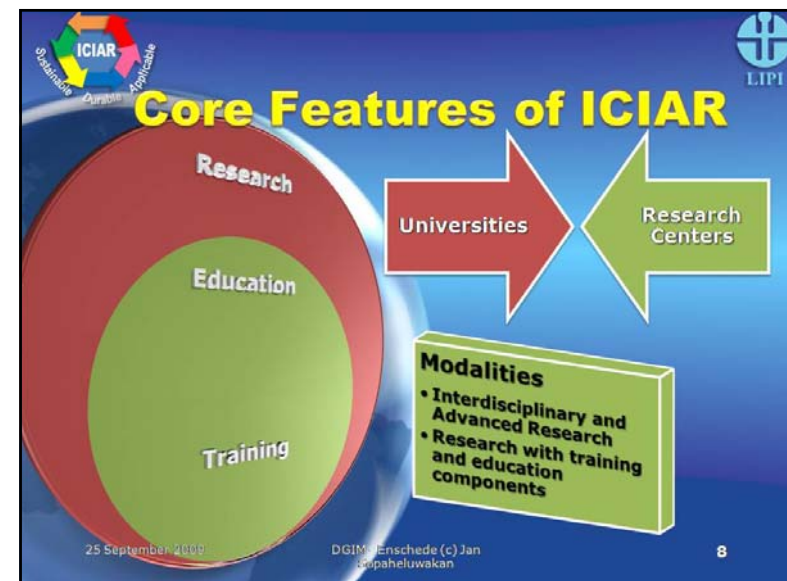 ICIAR
Sustainable Durable Applicable
LIPI
Core Features of ICIAR
Research
Education
Training
Universities
Research
Centers
Modalities
• Interdisciplinary and
Advanced Research
• Research with training
and education
components
25 September 2009
DGIM Enschede (c) Jan
8